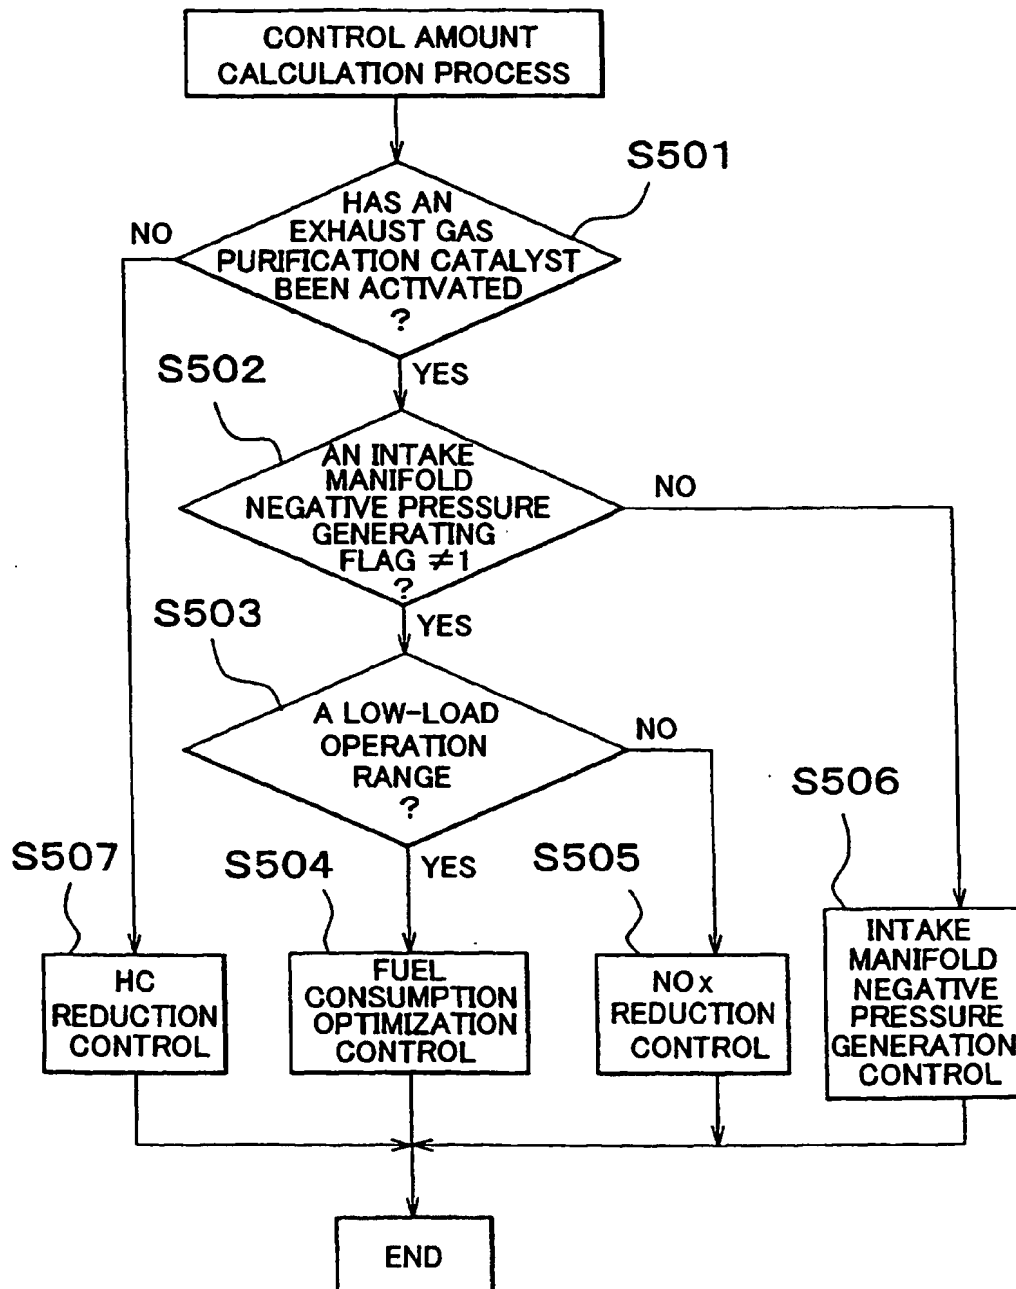 CONTROL AMOUNT
CALCULATION PROCESS
S501
HAS AN
EXHAUST GAS
PURIFICATION CATALYST
BEEN ACTIVATED
?
NO
YES
S502
AN INTAKE
MANIFOLD
NEGATIVE PRESSURE
GENERATING
FLAG ≠1
?
NO
YES
S503
A LOW-LOAD
OPERATION
RANGE
?
NO
YES
S507
HC
REDUCTION
CONTROL
S504
FUEL
CONSUMPTION
OPTIMIZATION
CONTROL
S505
NOx
REDUCTION
CONTROL
S506
INTAKE
MANIFOLD
NEGATIVE
PRESSURE
GENERATION
CONTROL
END